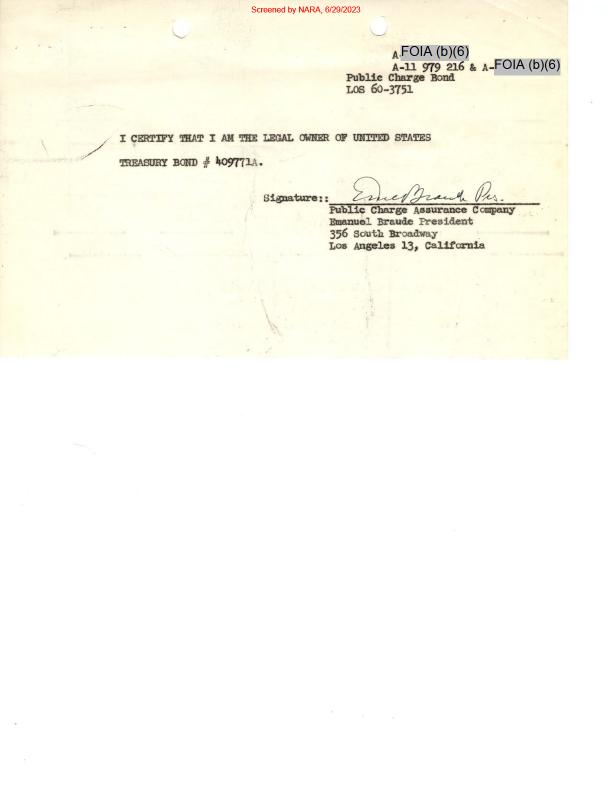 Screened by NARA, 6/29/2023
A-FOIA (b)(6)
A-11 979 216 & A-FOIA (b)(6)
Public Charge Bond
LOS 60-3751
I CERTIFY THAT I AM THE LEGAL OWNER OF UNITED STATES
TREASURY BOND # 409771A.
Signature:: Eman Braude Pres.
Public Charge Assurance Company
Emanuel Braude President
356 South Broadway
Los Angeles 13, California